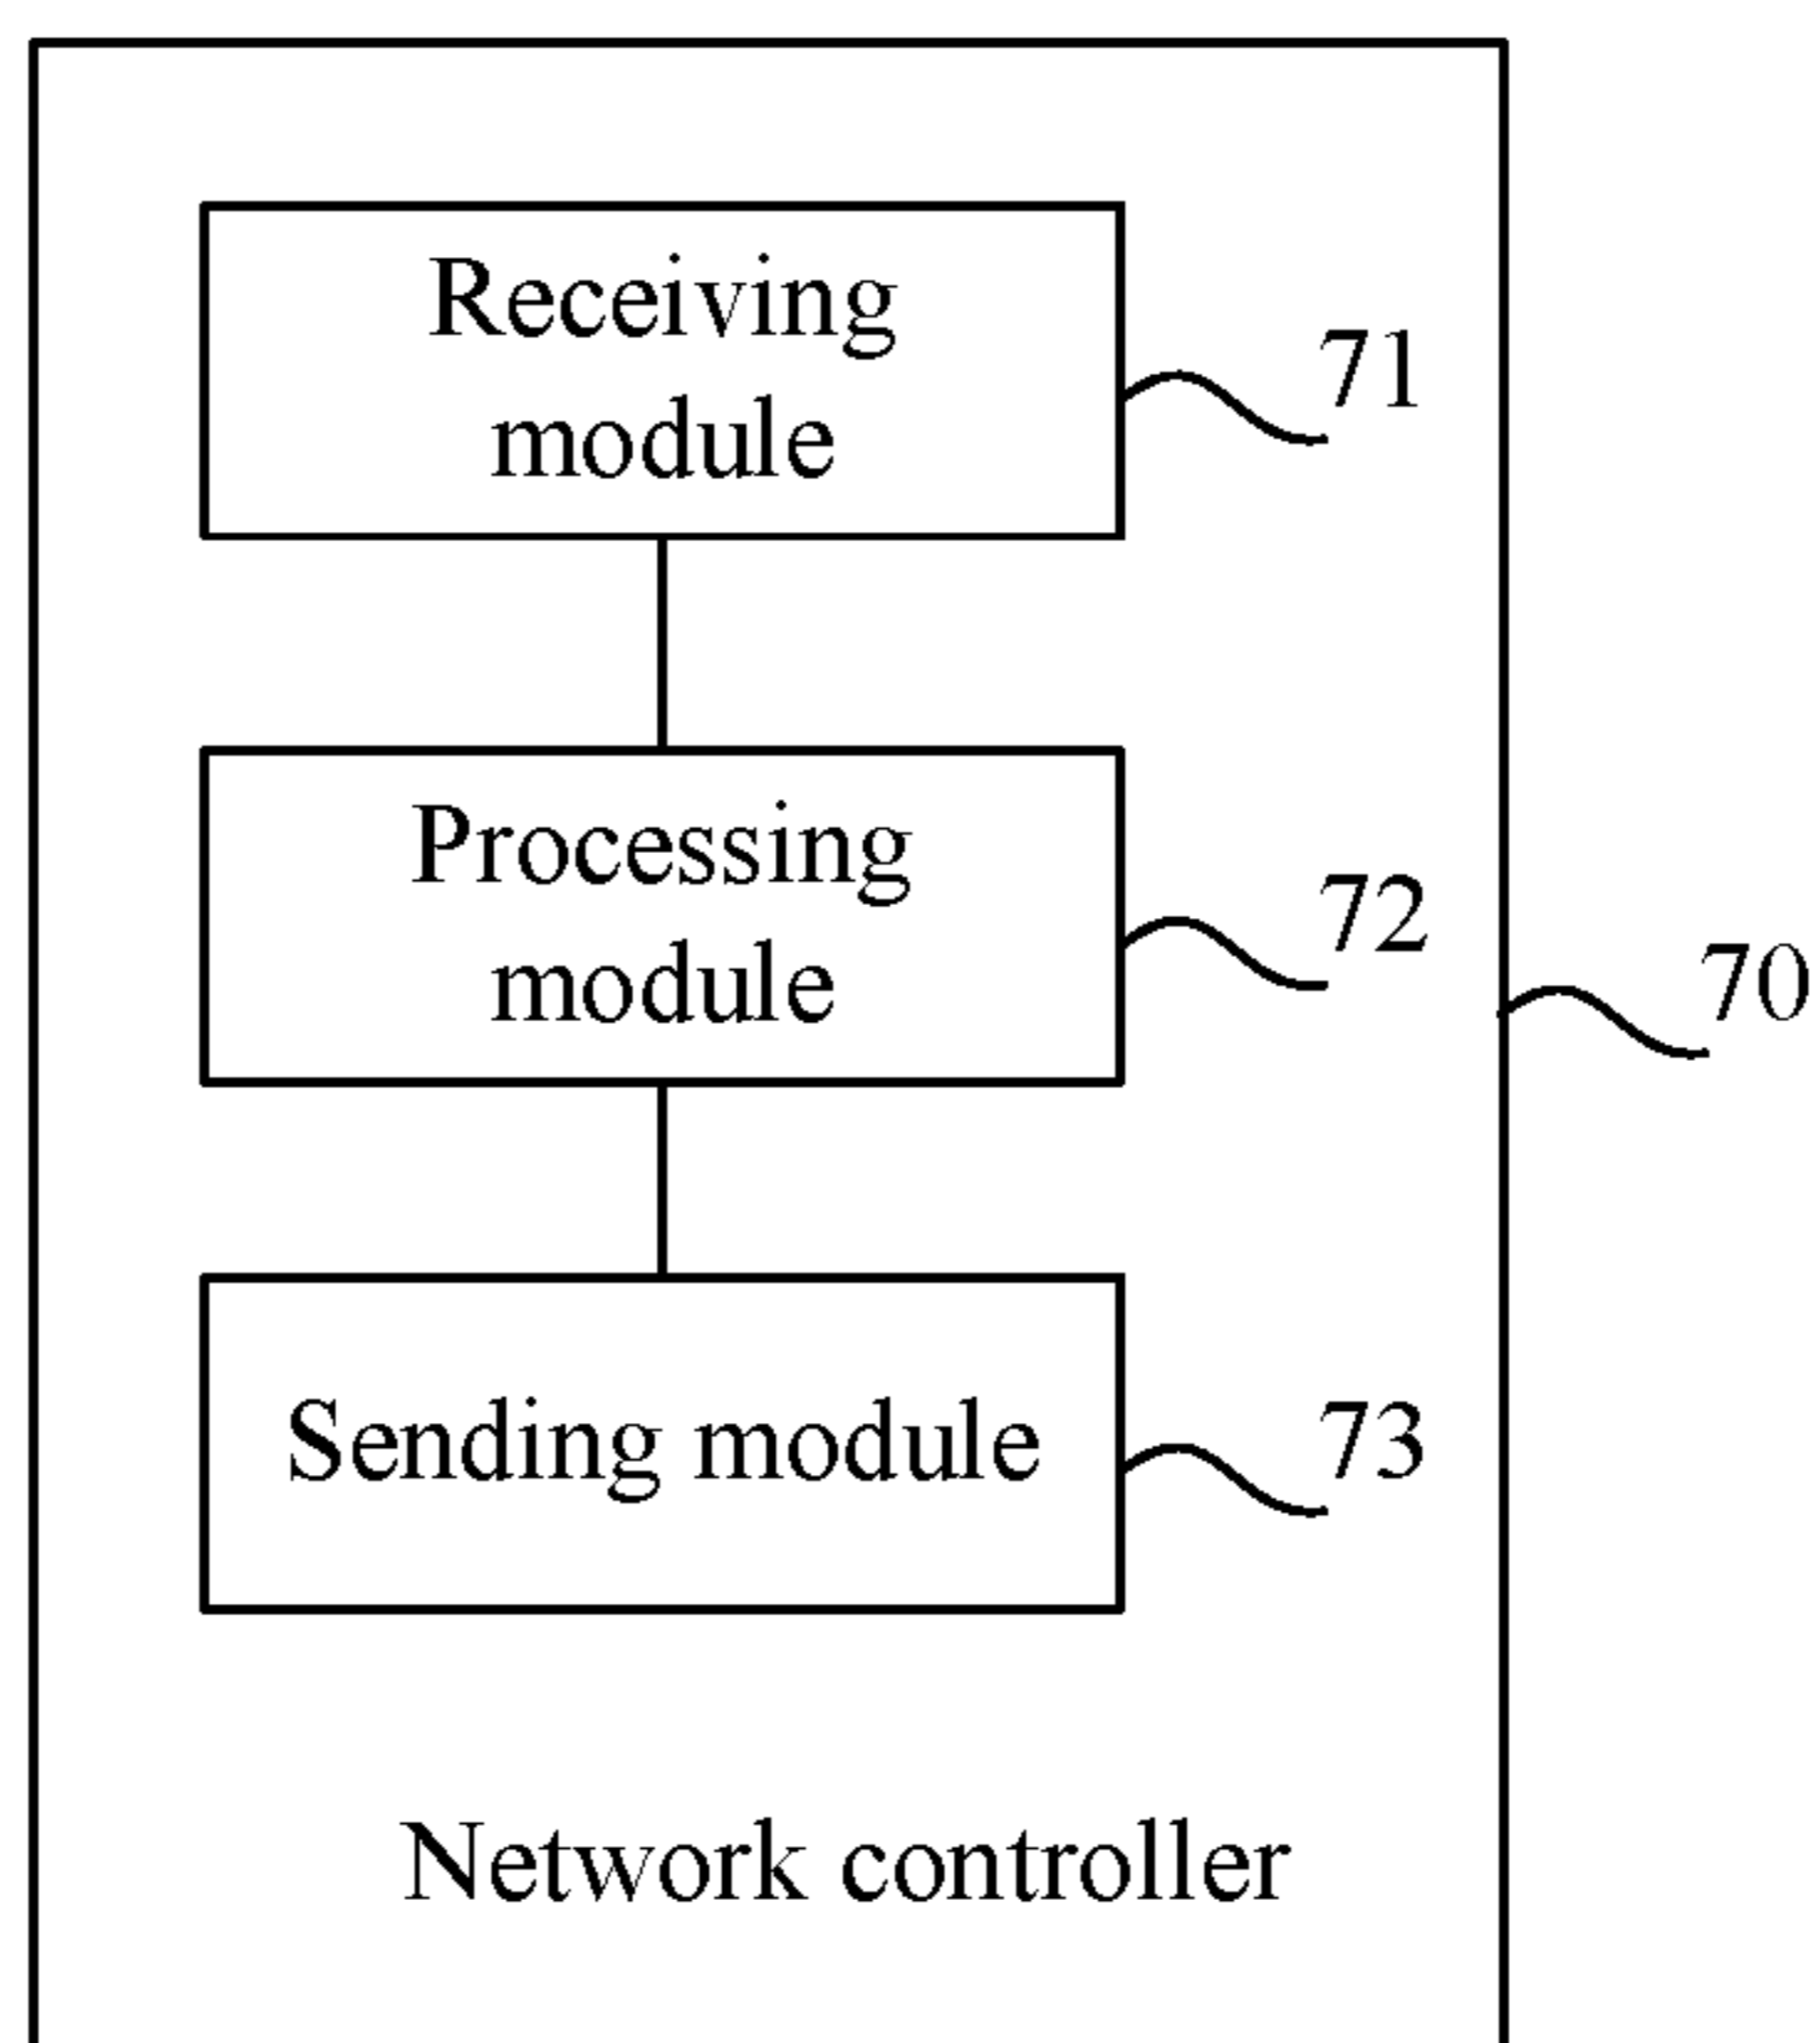 Receiving
module
71
Processing
module
72
70
Sending module
73
Network controller